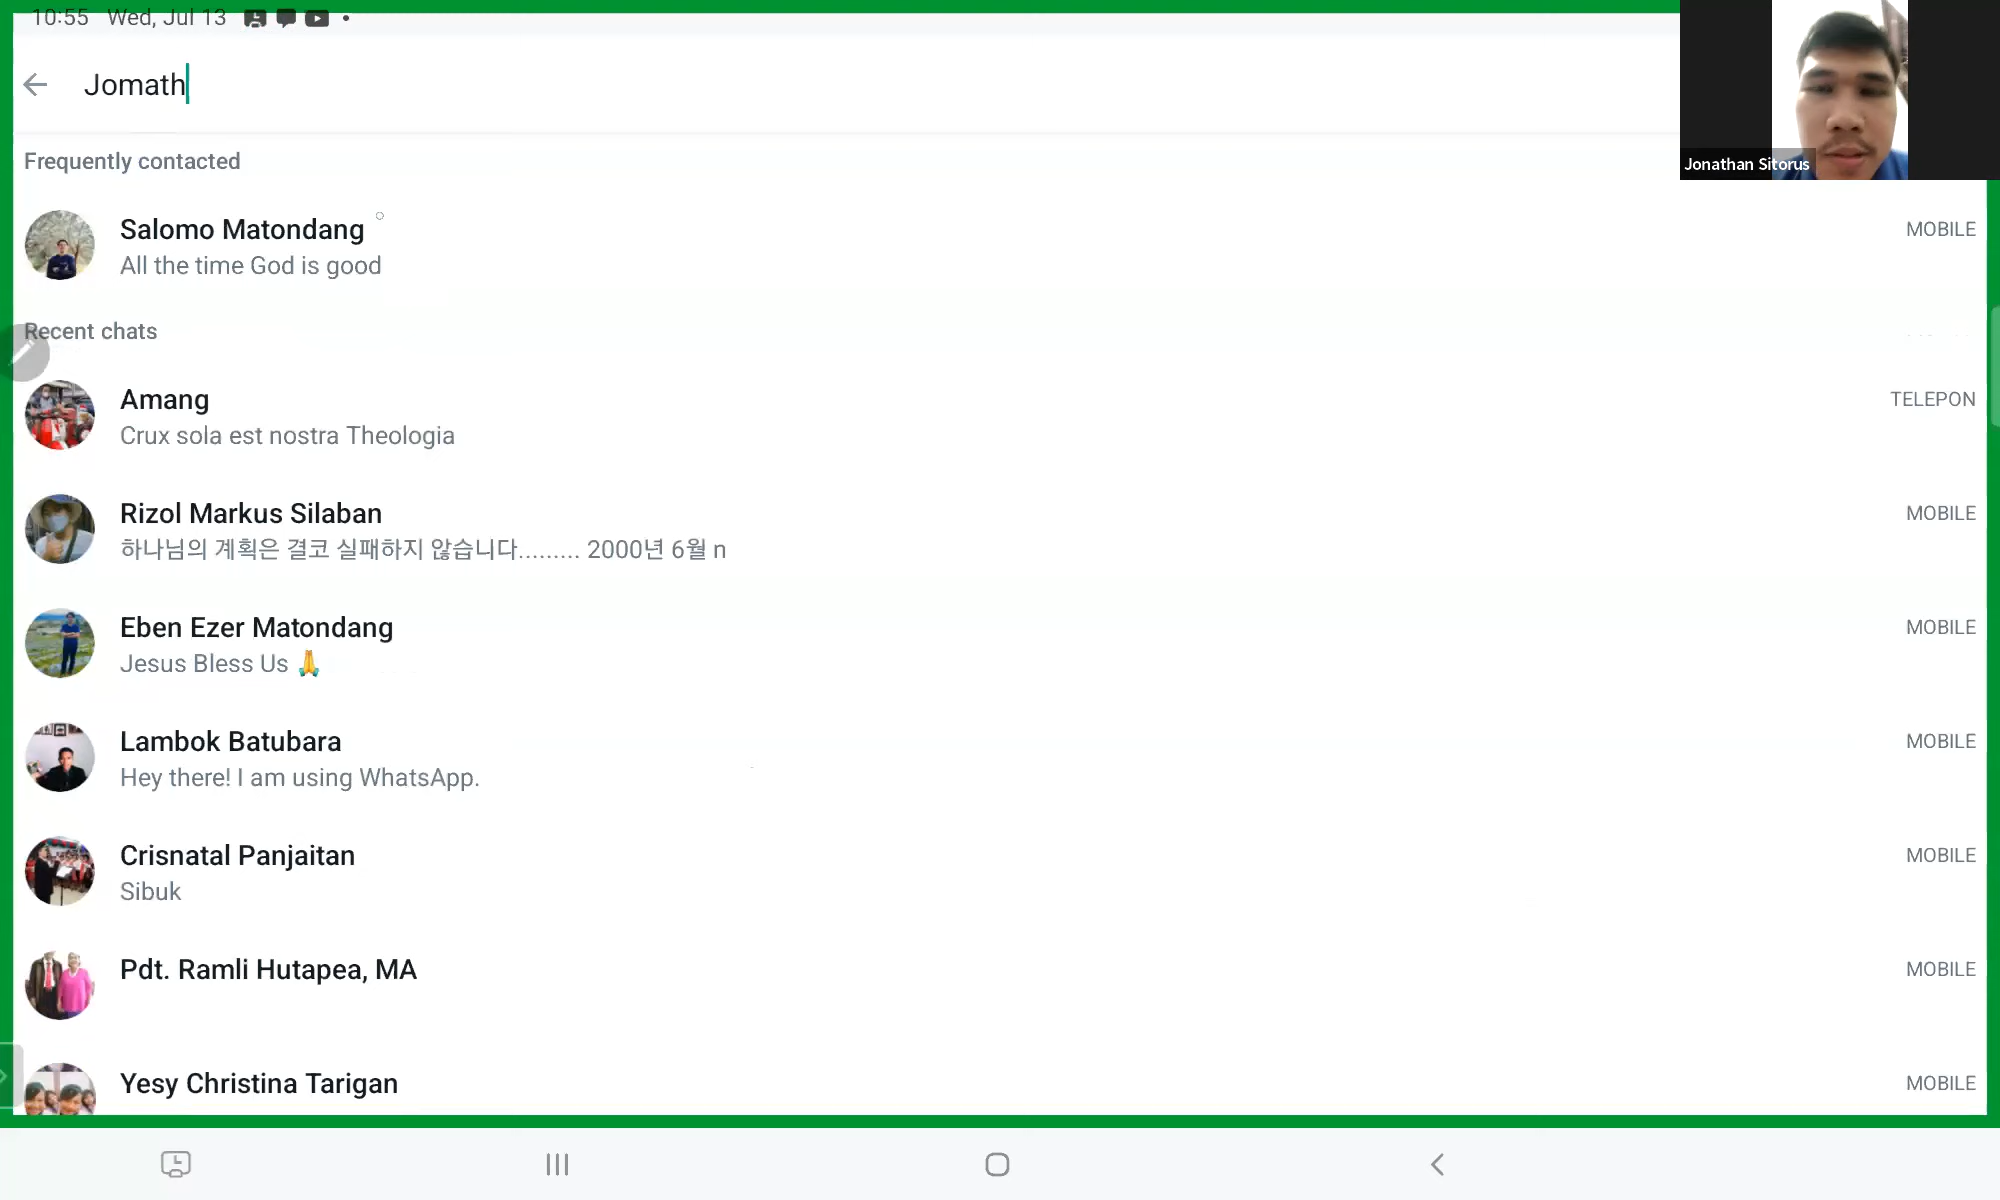 10:55 Wed, Jul 13
Jomath
Jonathan Sitorus
Frequently contacted
Salomo Matondang
MOBILE
All the time God is good
Recent chats
Amang
TELEPON
Crux sola est nostra Theologia
Rizol Markus Silaban
MOBILE
하나님의 계획은 결코 실패하지 않습니다......... 2000년 6월 n
Eben Ezer Matondang
MOBILE
Jesus Bless Us 🙏
Lambok Batubara
MOBILE
Hey there! I am using WhatsApp.
Crisnatal Panjaitan
MOBILE
Sibuk
Pdt. Ramli Hutapea, MA
MOBILE
Yesy Christina Tarigan
MOBILE